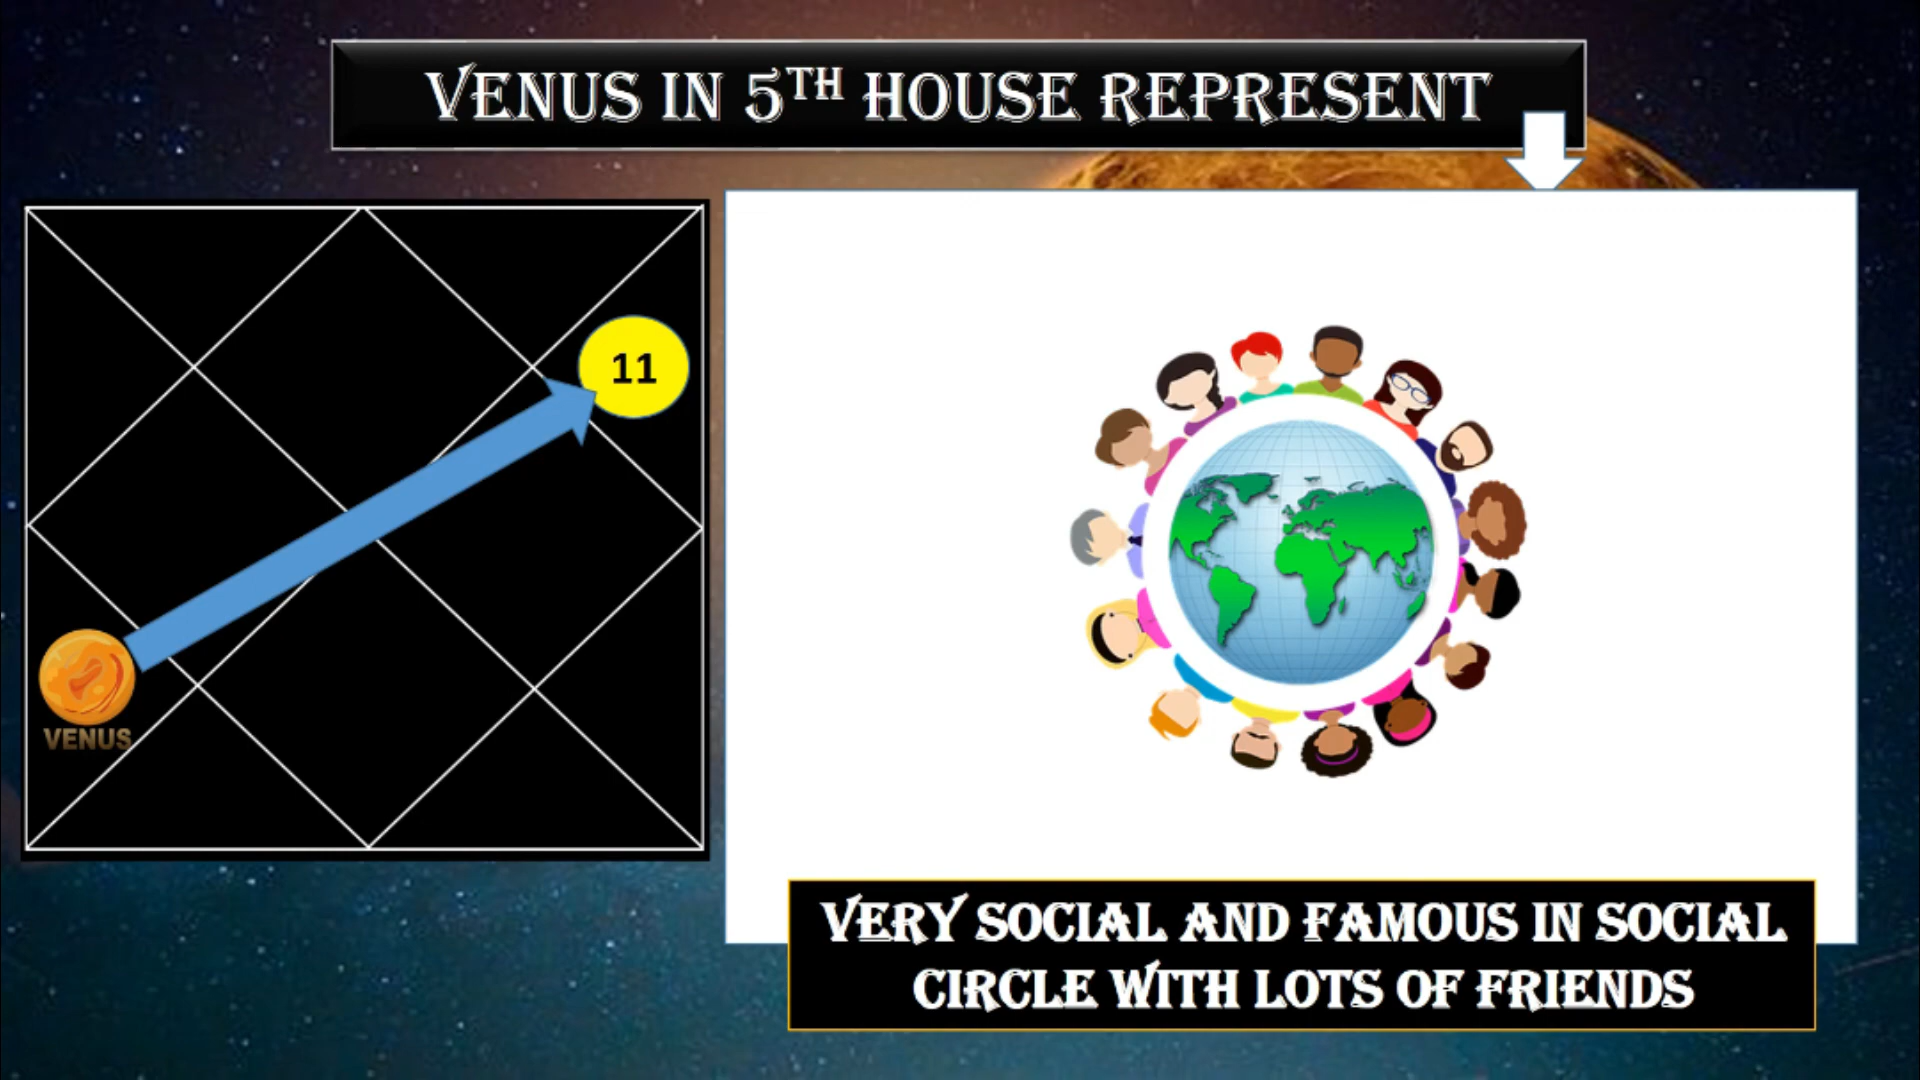 VENUS IN 5TH HOUSE REPRESENT
11
VENUS
VERY SOCIAL AND FAMOUS IN SOCIAL
CIRCLE WITH LOTS OF FRIENDS